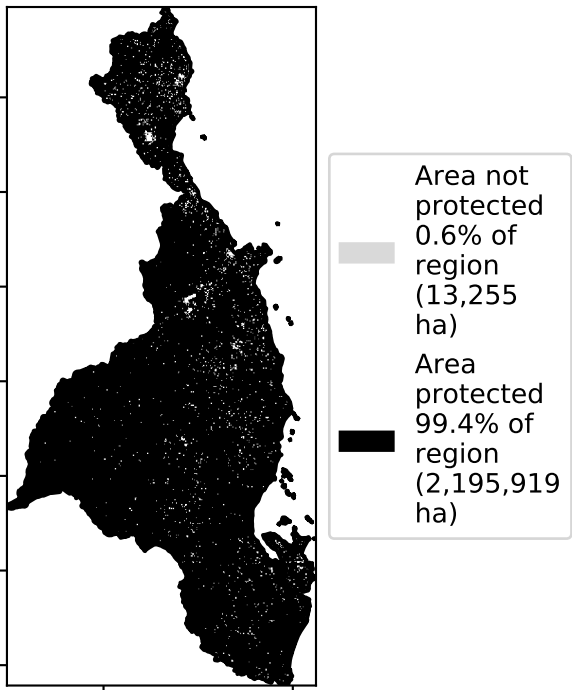 Area not
protected
0.6% of
region
(13,255
ha)
Area
protected
99.4% of
region
(2,195,919
ha)